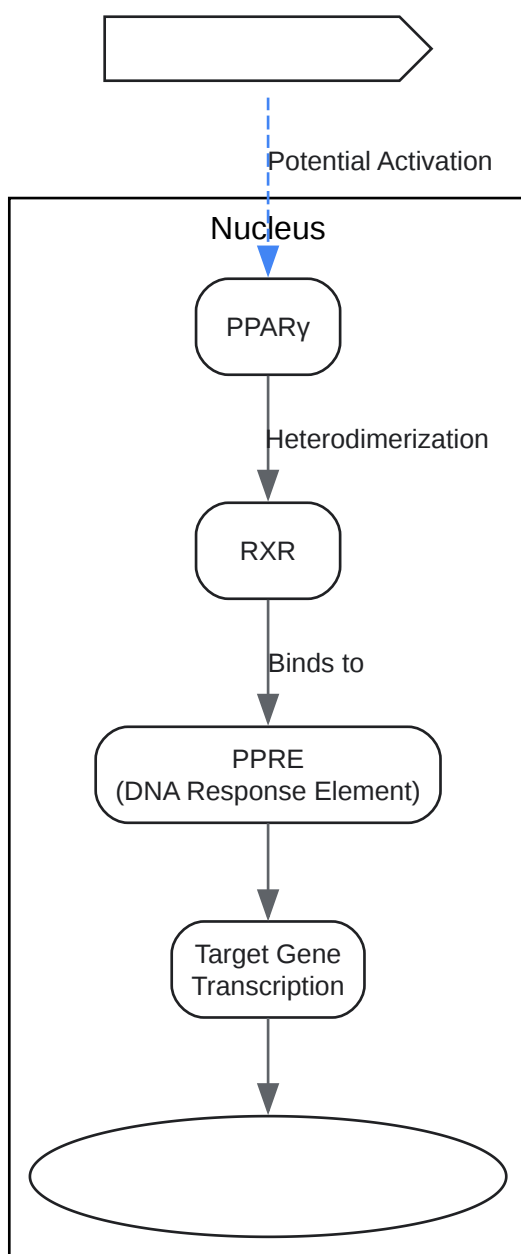 Potential Activation
Nucleus
PPARγ
Heterodimerization
RXR
Binds to
PPRE
(DNA Response Element)
Target Gene
Transcription